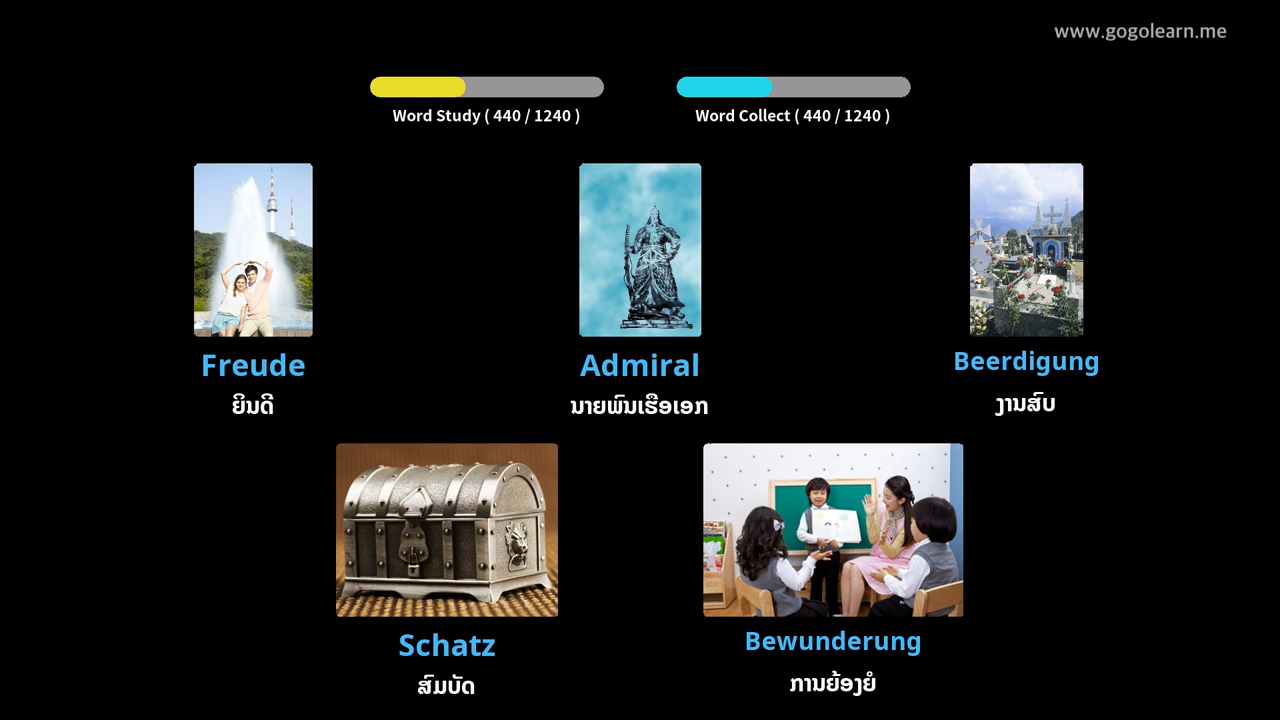 www.gogolearn.me
Word Study ( 440 / 1240 )
Word Collect ( 440 / 1240 )
Freude
ຍິນດີ
Admiral
ນາຍພົນເຮືອເອກ
Beerdigung
ງານສົບ
Schatz
ສົມບັດ
Bewunderung
ການຍ້ອງຍໍ